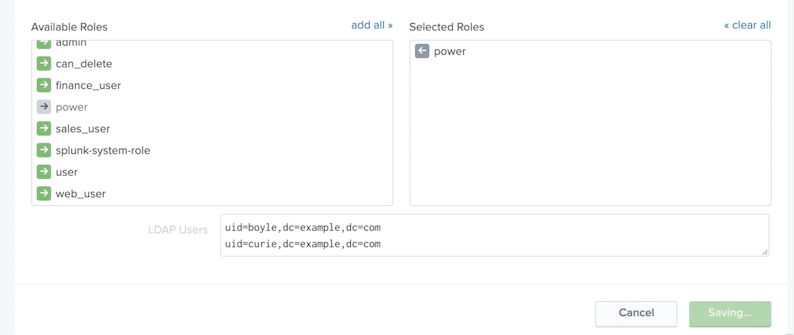 Available Roles
add all »
Selected Roles
« clear all
admin
can_delete
finance_user
power
sales_user
splunk-system-role
user
web_user
power
LDAP Users
uid=boyle,dc=example,dc=com
uid=curie,dc=example,dc=com
Cancel
Saving...